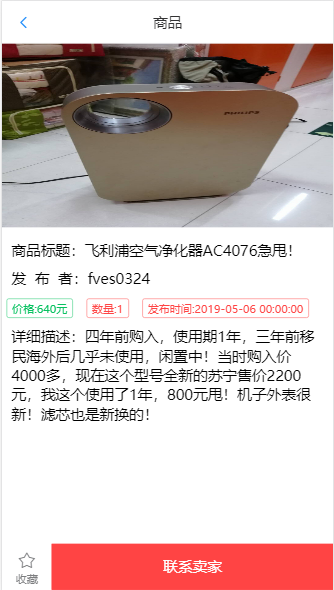 商品
PHILIPS
商品标题：飞利浦空气净化器AC4076急甩！
发 布 者：fves0324
价格:640元 数量:1 发布时间:2019-05-06 00:00:00
详细描述：四年前购入，使用期1年，三年前移
民海外后几乎未使用，闲置中！当时购入价
4000多，现在这个型号全新的苏宁售价2200
元，我这个使用了1年，800元甩！机子外表很
新！滤芯也是新换的！
收藏
联系卖家